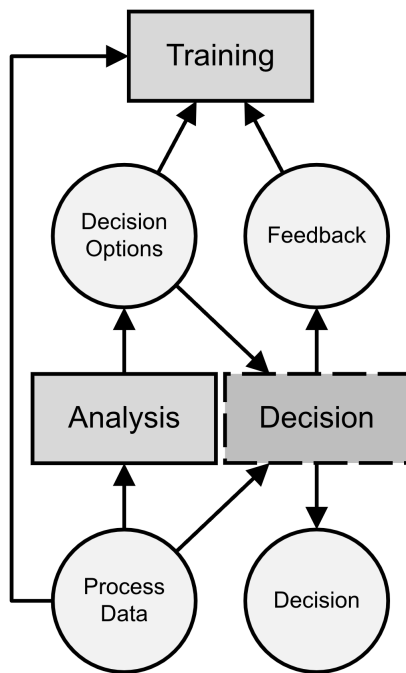 Training
Decision
Options
Feedback
Analysis
Decision
Process
Data
Decision